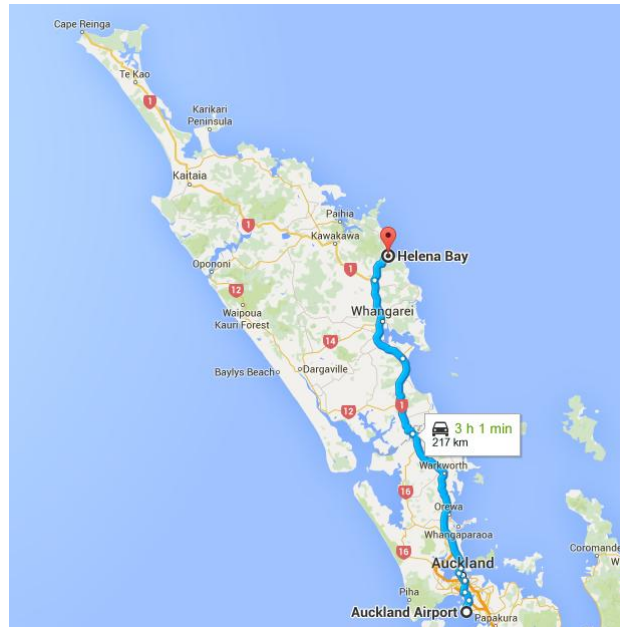 Cape Reinga
Te Kao
1
Karikari
Peninsula
Kaitaia
1
Paihia
Kawakawa
Helena Bay
Opononi
1
12
Waipoua
Kauri Forest
Whangarei
14
Baylys Beach
Dargaville
12
1
3 h 1 min
217 km
Warkworth
16
Orewa
Whangaparaoa
16
Auckland
Coromande
W
Piha
Auckland Airport
Papakura